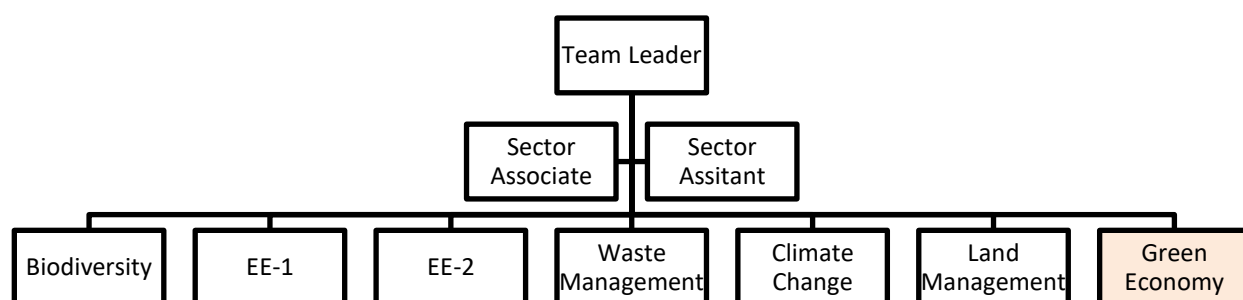 Team Leader
Sector
Associate
Sector
Assitant
Biodiversity
EE-1
EE-2
Waste
Management
Climate
Change
Land
Management
Green
Economy